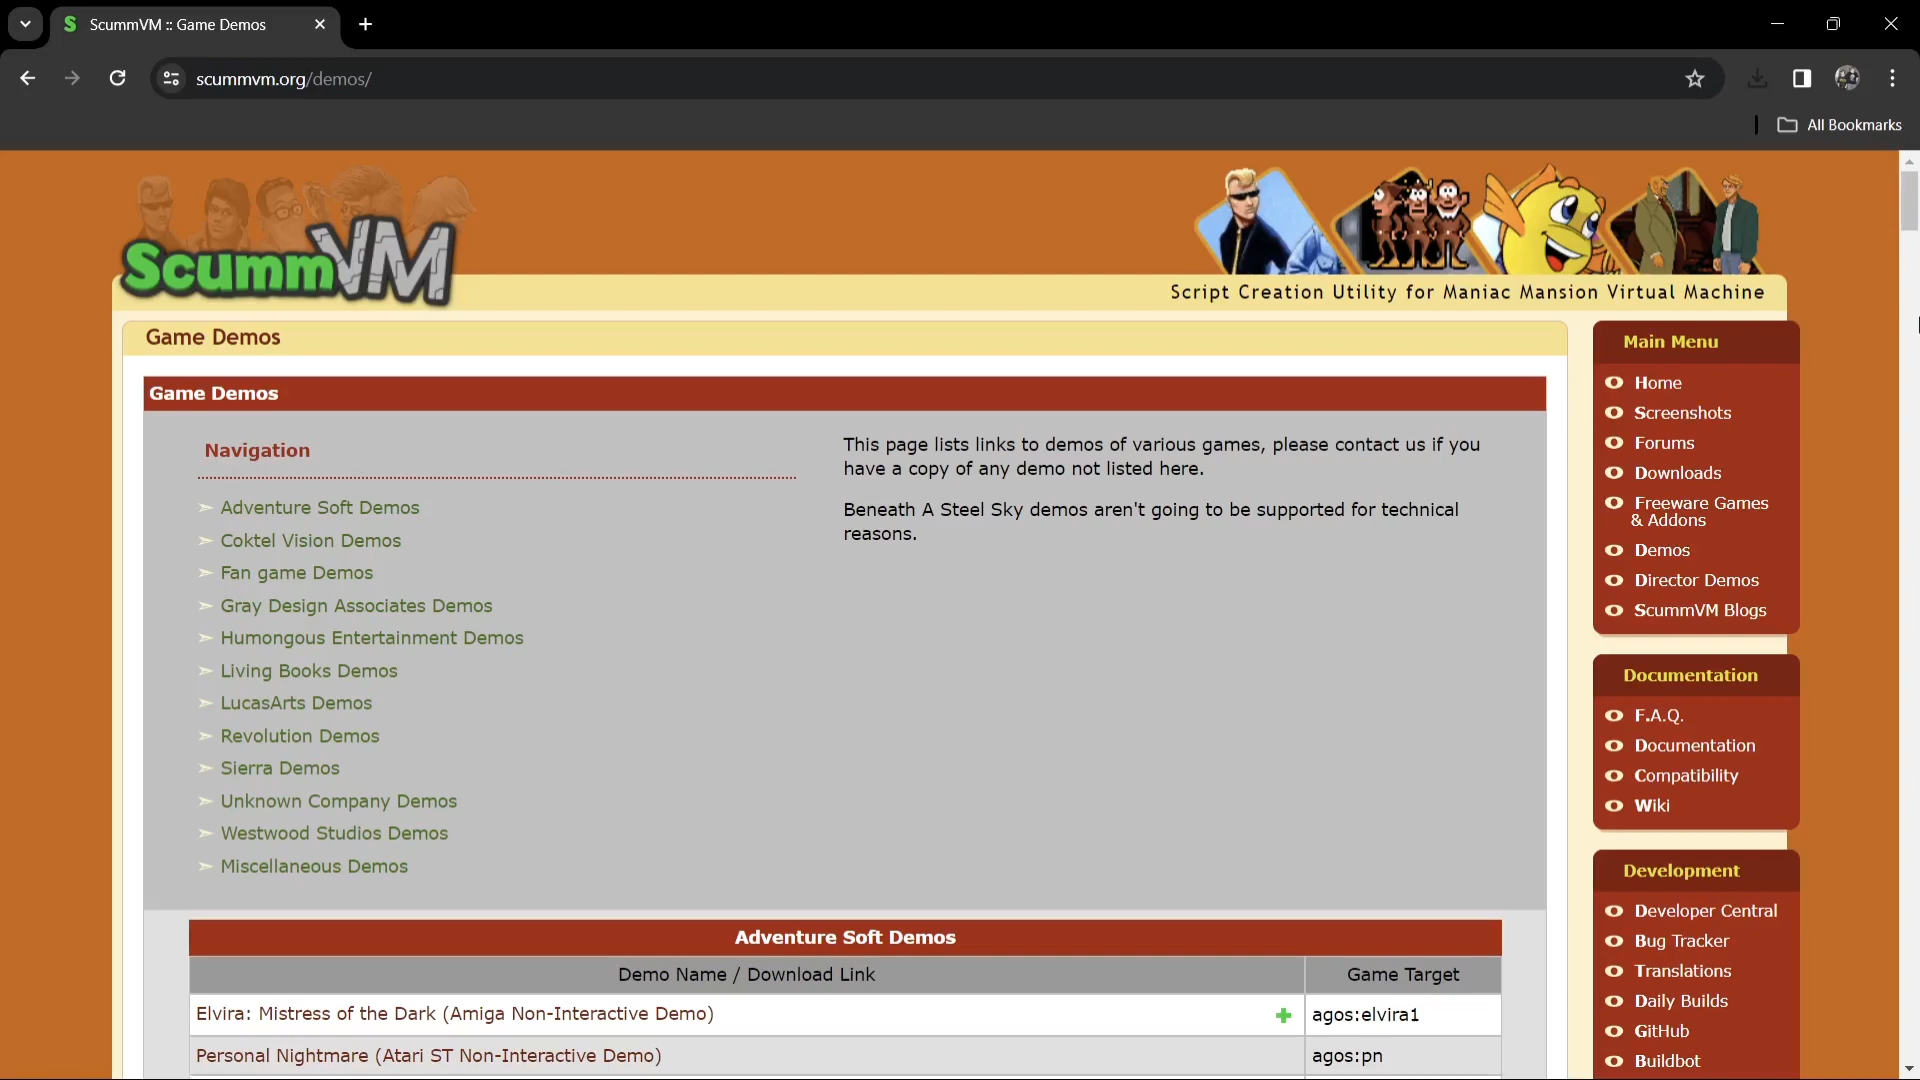 ScummVM :: Game Demos
scummvm.org/demos/
All Bookmarks
ScummVM
Script Creation Utility for Maniac Mansion Virtual Machine
Game Demos
Game Demos
Navigation
Adventure Soft Demos
Coktel Vision Demos
Fan game Demos
Gray Design Associates Demos
Humongous Entertainment Demos
Living Books Demos
LucasArts Demos
Revolution Demos
Sierra Demos
Unknown Company Demos
Westwood Studios Demos
Miscellaneous Demos
This page lists links to demos of various games, please contact us if you
have a copy of any demo not listed here.
Beneath A Steel Sky demos aren't going to be supported for technical
reasons.
Adventure Soft Demos
Demo Name / Download Link Game Target
Elvira: Mistress of the Dark (Amiga Non-Interactive Demo) agos:elvira1
Personal Nightmare (Atari ST Non-Interactive Demo) agos:pn
Main Menu
Home
Screenshots
Forums
Downloads
Freeware Games
& Addons
Demos
Director Demos
ScummVM Blogs
Documentation
F.A.Q.
Documentation
Compatibility
Wiki
Development
Developer Central
Bug Tracker
Translations
Daily Builds
GitHub
Buildbot